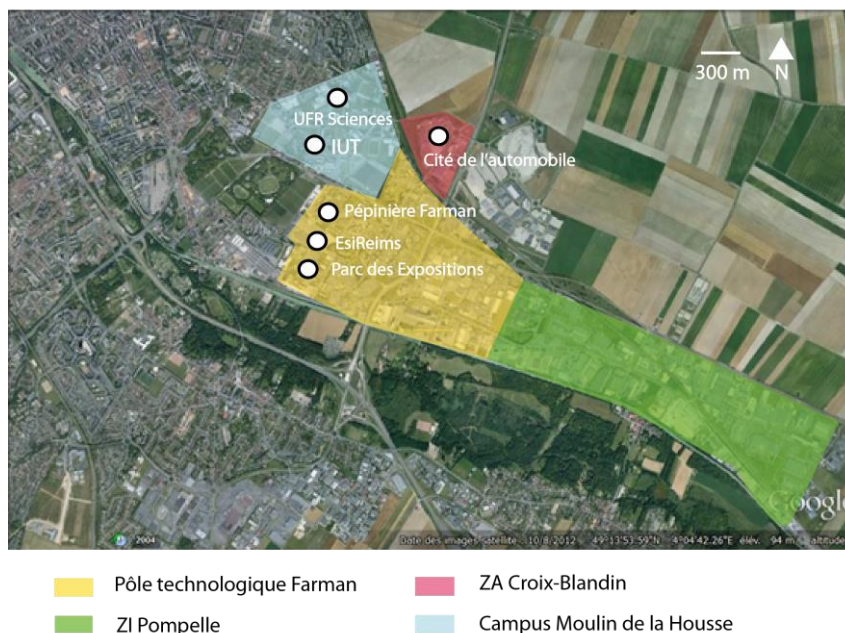 300 m
N
UFR Sciences
IUT
Cité de l'automobile
Pépinière Farman
EsiReims
Parc des Expositions
Google
2004
Date des images satellite : 10/8/2012 49°13'53.59"N 4°04'42.26"E élév. 94 m altitude
Pôle technologique Farman
ZA Croix-Blandin
ZI Pompelle
Campus Moulin de la Housse